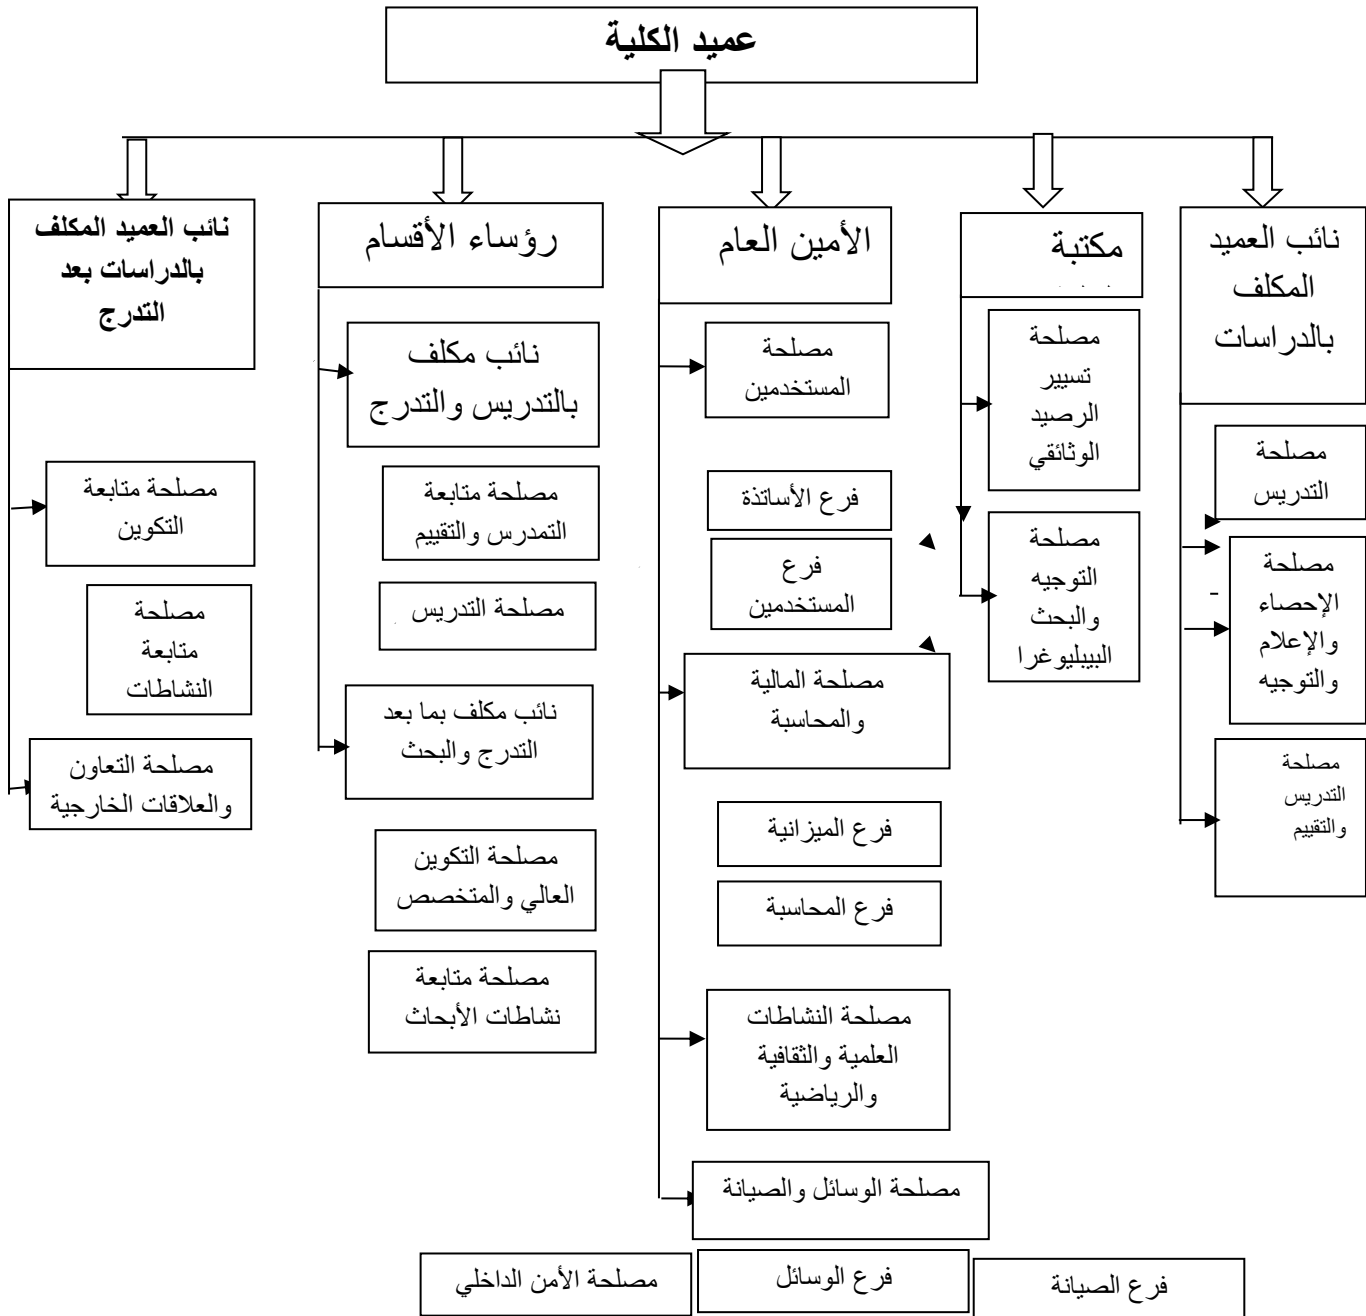 عميد الكلية
نائب العميد
المكلف
بالدراسات
مصلحة
التدريس
مصلحة
الإحصاء
والإعلام
والتوجيه
-
مصلحة
التدريس
والتقييم
مكتبة
مصلحة
تسيير
الرصيد
الوثائقي
مصلحة
التوجيه
والبحث
البيبليوغرا
الأمين العام
مصلحة
المستخدمين
فرع الأساتذة
فرع
المستخدمين
مصلحة المالية
والمحاسبة
فرع الميزانية
فرع المحاسبة
مصلحة النشاطات
العلمية والثقافية
والرياضية
مصلحة الوسائل والصيانة
فرع الصيانة
فرع الوسائل
مصلحة الأمن الداخلي
رؤساء الأقسام
نائب مكلف
بالتدريس والتدرج
مصلحة متابعة
التمدرس والتقييم
مصلحة التدريس
نائب مكلف بما بعد
التدرج والبحث
مصلحة التكوين
العالي والمتخصص
مصلحة متابعة
نشاطات الأبحاث
نائب العميد المكلف
بالدراسات بعد
التدرج
مصلحة متابعة
التكوين
مصلحة
متابعة
النشاطات
مصلحة التعاون
والعلاقات الخارجية